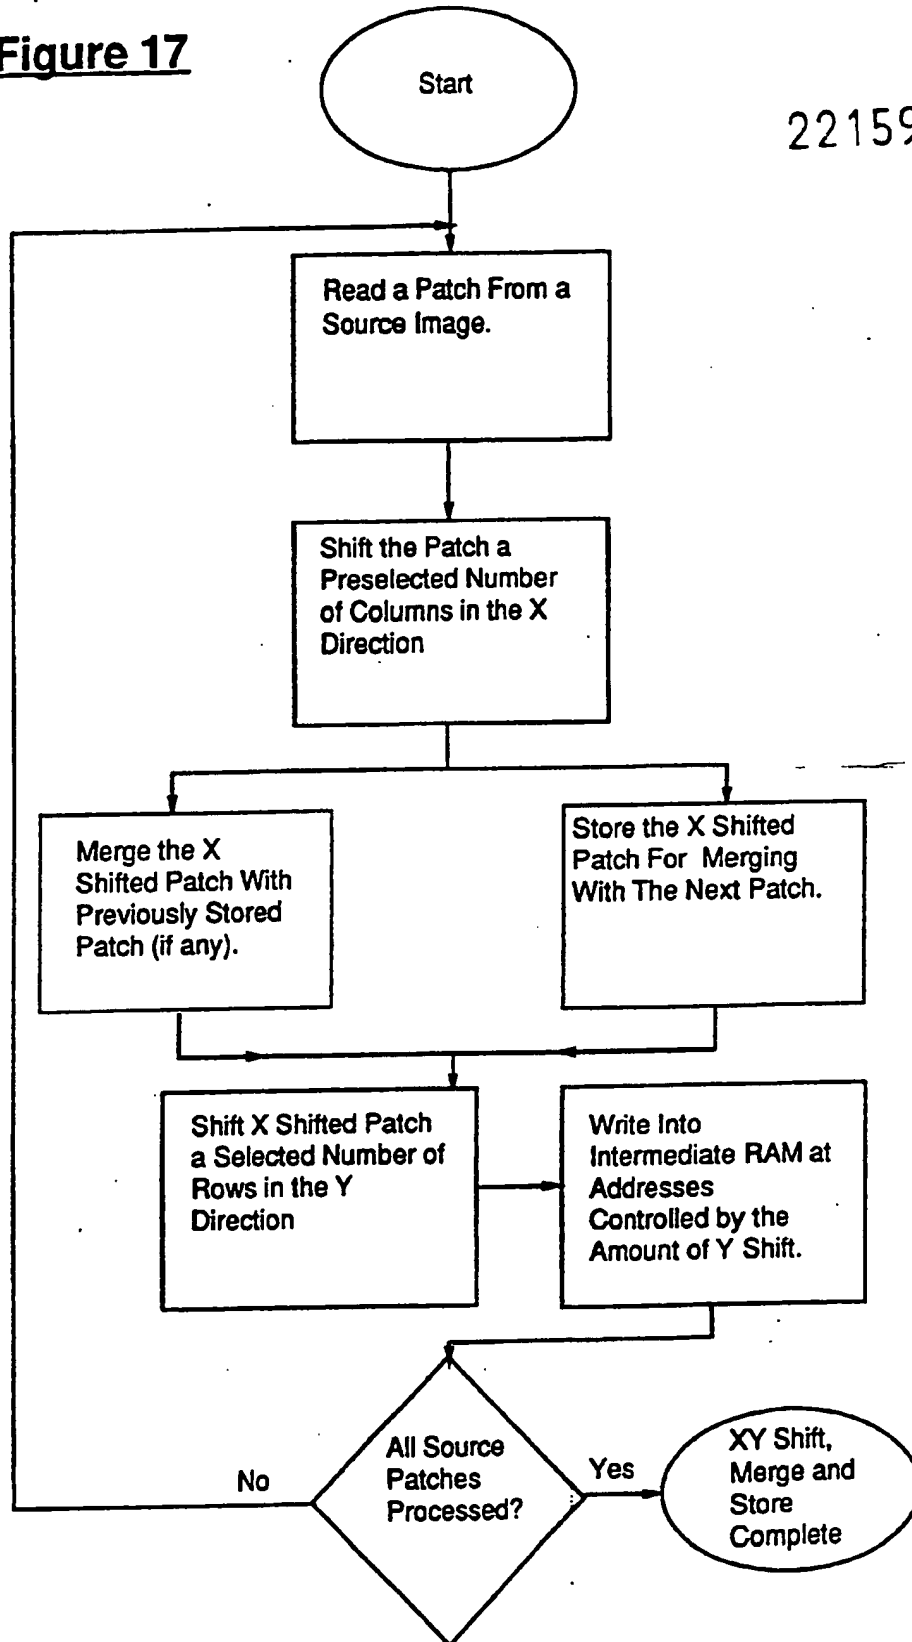 Figure 17
Start
22159
Read a Patch From a
Source Image.
Shift the Patch a
Preselected Number
of Columns in the X
Direction
Merge the X
Shifted Patch With
Previously Stored
Patch (if any).
Store the X Shifted
Patch For Merging
With The Next Patch.
Shift X Shifted Patch
a Selected Number of
Rows in the Y
Direction
Write Into
Intermediate RAM at
Addresses
Controlled by the
Amount of Y Shift.
All Source
Patches
Processed?
No
Yes
XY Shift,
Merge and
Store
Complete